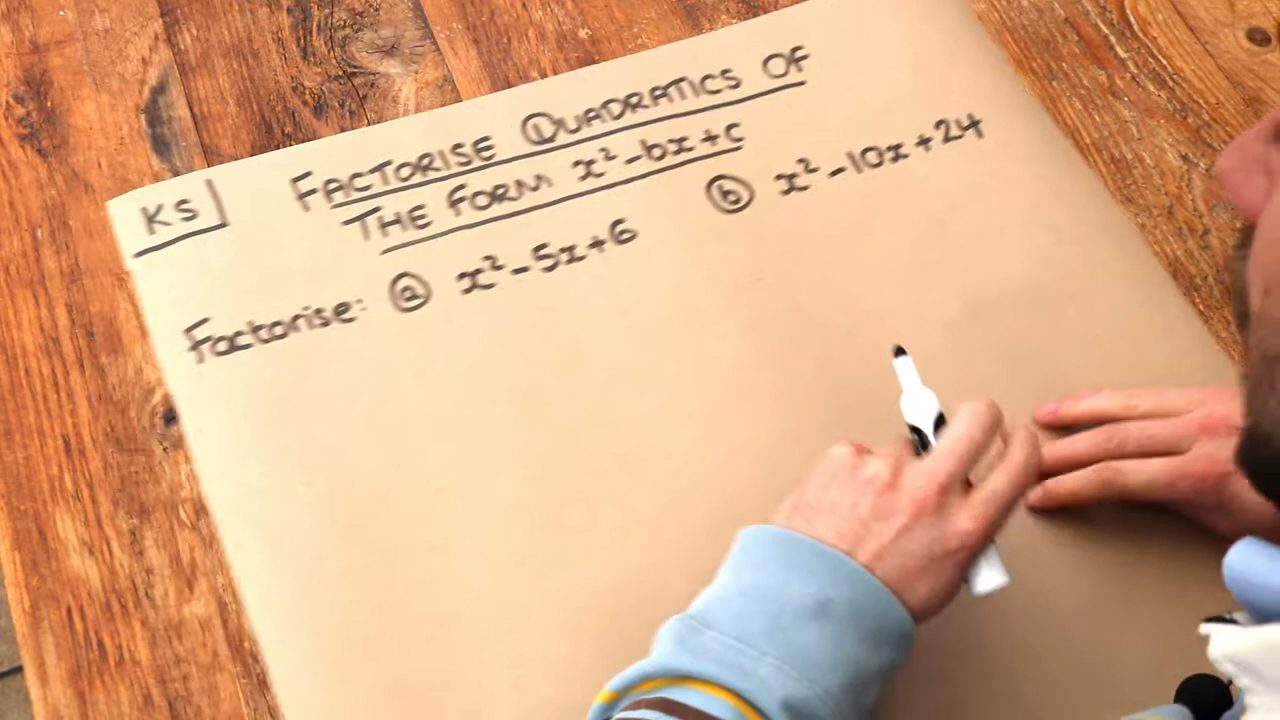 KS
FACTORISE QUADRATICS OF
THE FORM x²-bx+c
Factorise: ⓐ x²-5x+6 ⓑ x²-10x+24